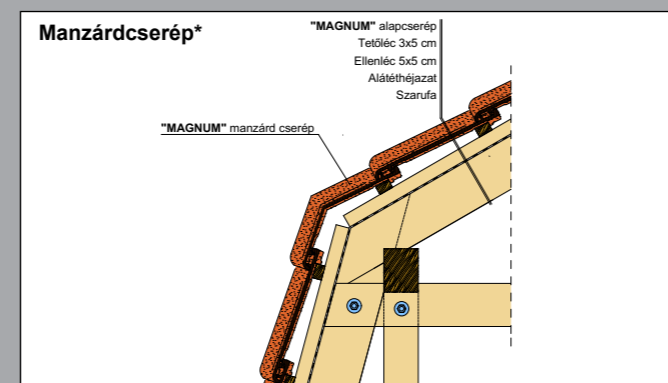 Manzárdcserép*
"MAGNUM" alapcserép
Tetőléc 3x5 cm
Ellenléc 5x5 cm
Alátéthéjazat
Szarufa
"MAGNUM" manzárd cserép